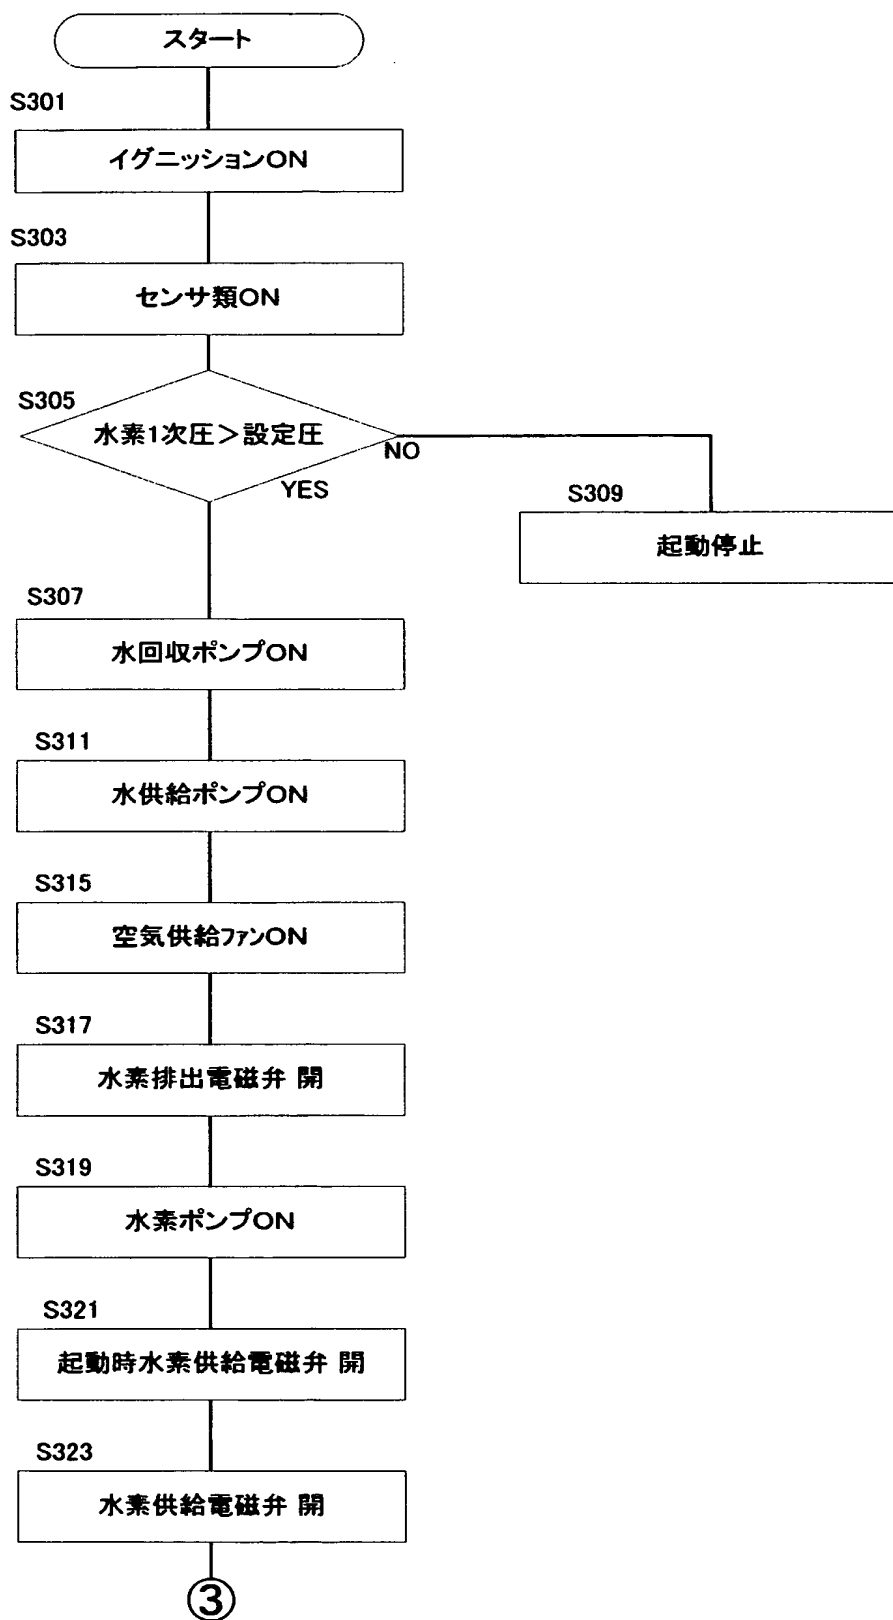 スタート
S301
イグニッションON
S303
センサ類ON
S305
水素1次圧＞設定圧
NO
YES
S309
起動停止
S307
水回収ポンプON
S311
水供給ポンプON
S315
空気供給ファンON
S317
水素排出電磁弁 開
S319
水素ポンプON
S321
起動時水素供給電磁弁 開
S323
水素供給電磁弁 開
③